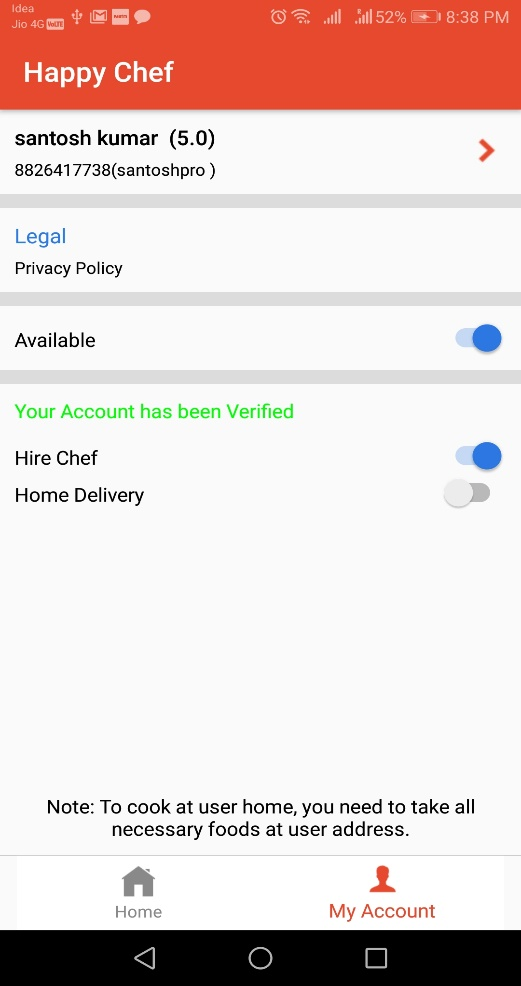 Idea
Jio 4G VoLTE
52% 8:38 PM
Happy Chef
santosh kumar (5.0)
8826417738(santoshpro )
Legal
Privacy Policy
Available
Your Account has been Verified
Hire Chef
Home Delivery
Note: To cook at user home, you need to take all
necessary foods at user address.
Home
My Account